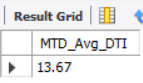 Result Grid
MTD_Avg_DTI
13.67